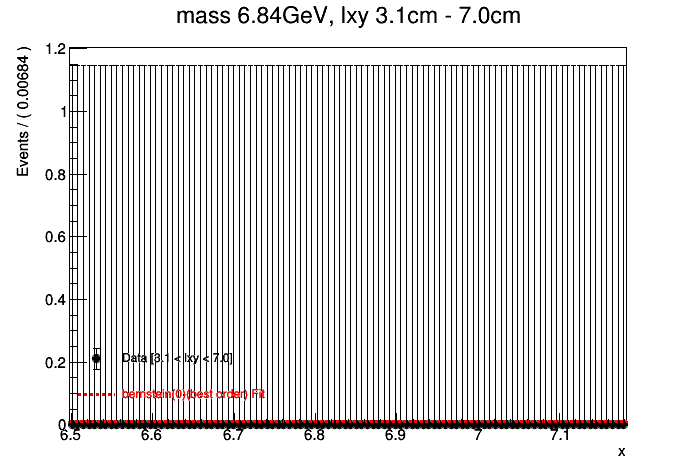 mass 6.84GeV, lxy 3.1cm - 7.0cm
Events / ( 0.00684 )
1.2
1
0.8
0.6
0.4
0.2
0
Data [3.1 < lxy < 7.0]
bernstein[0](best order) Fit
6.5 6.6 6.7 6.8 6.9 7 7.1
x